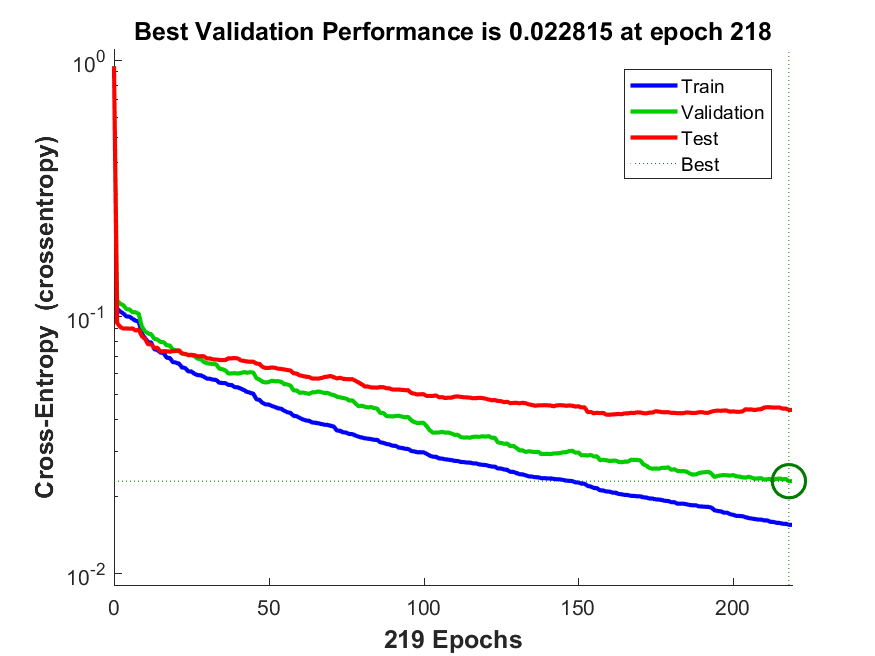 Best Validation Performance is 0.022815 at epoch 218
Cross-Entropy (crossentropy)
10^0
10^-1
10^-2
Train
Validation
Test
Best
0 50 100 150 200
219 Epochs